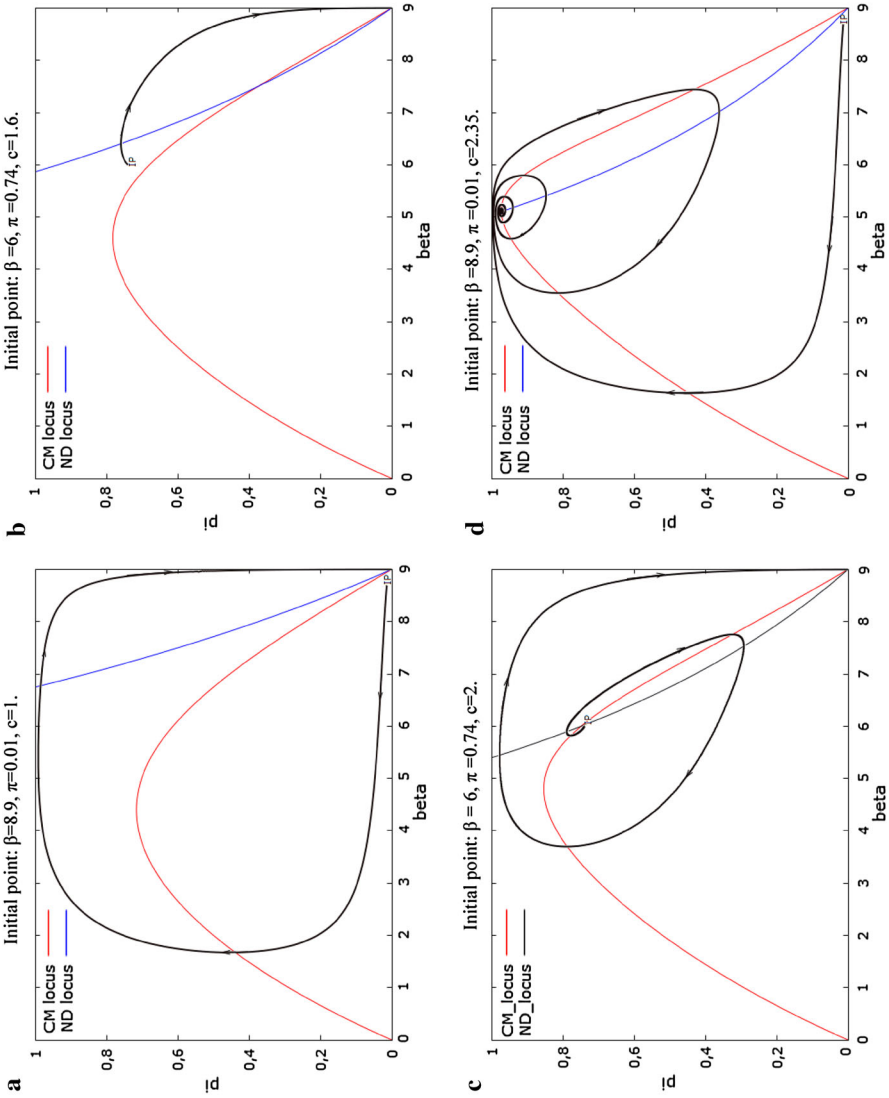 a
Initial point: β=8.9, π=0.01, c=1.
CM locus
ND locus
1
0,8
0,6
0,4
0,2
0
pi
IP
0 1 2 3 4 5 6 7 8 9
beta
b
Initial point: β =6, π =0.74, c=1.6.
CM locus
ND locus
1
0,8
0,6
0,4
0,2
0
pi
IP
0 1 2 3 4 5 6 7 8 9
beta
c
Initial point: β = 6, π =0.74, c=2.
CM_locus
ND_locus
1
0,8
0,6
0,4
0,2
0
pi
IP
0 1 2 3 4 5 6 7 8 9
beta
d
Initial point: β =8.9, π =0.01, c=2.35.
CM locus
ND locus
1
0,8
0,6
0,4
0,2
0
pi
IP
0 1 2 3 4 5 6 7 8 9
beta